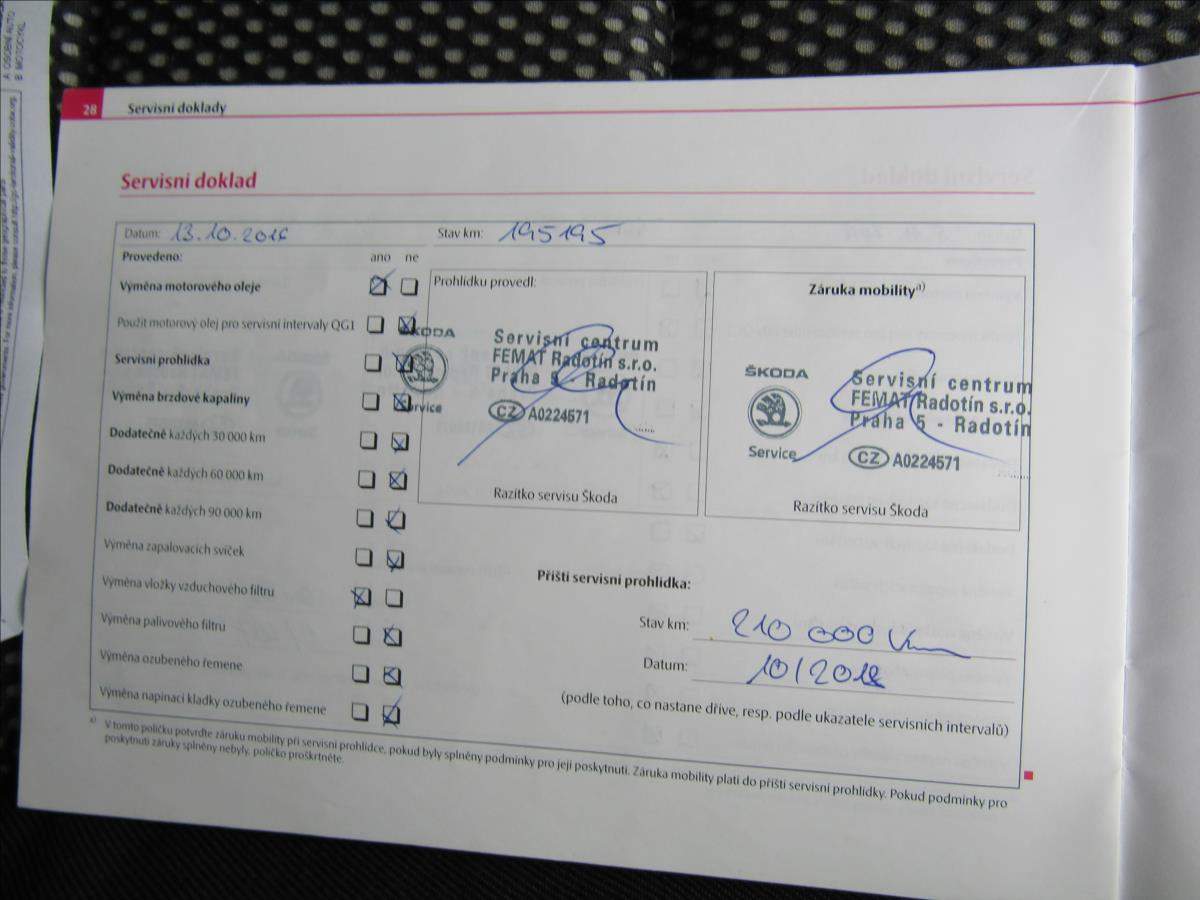 A: OSOBNÍ AUTO
B: MOTOCYKL
28 Servisní doklady
Servisní doklad
Datum: 13.10.2016 Stav km: 195195
Provedeno: ano ne
Výměna motorového oleje
Použit motorový olej pro servisní intervaly QG1
Servisní prohlídka
Výměna brzdové kapaliny
Dodatečně každých 30 000 km
Dodatečně každých 60 000 km
Dodatečně každých 90 000 km
Výměna zapalovacích svíček
Výměna vložky vzduchového filtru
Výměna palivového filtru
Výměna ozubeného řemene
Výměna napínací kladky ozubeného řemene
Prohlídku provedl:
ŠKODA
Service
Servisní centrum
FEMAT Radotín s.r.o.
Praha 5 - Radotín
CZ A0224571
Razítko servisu Škoda
Záruka mobility a)
ŠKODA
Service
Servisní centrum
FEMAT Radotín s.r.o.
Praha 5 - Radotín
CZ A0224571
Razítko servisu Škoda
Příští servisní prohlídka:
Stav km: 210 000 km
Datum: 10/2018
(podle toho, co nastane dříve, resp. podle ukazatele servisních intervalů)
a) V tomto políčku potvrďte záruku mobility při servisní prohlídce, pokud byly splněny podmínky pro její poskytnutí. Záruka mobility platí do příští servisní prohlídky. Pokud podmínky pro
poskytnutí záruky splněny nebyly, políčko proškrtněte.